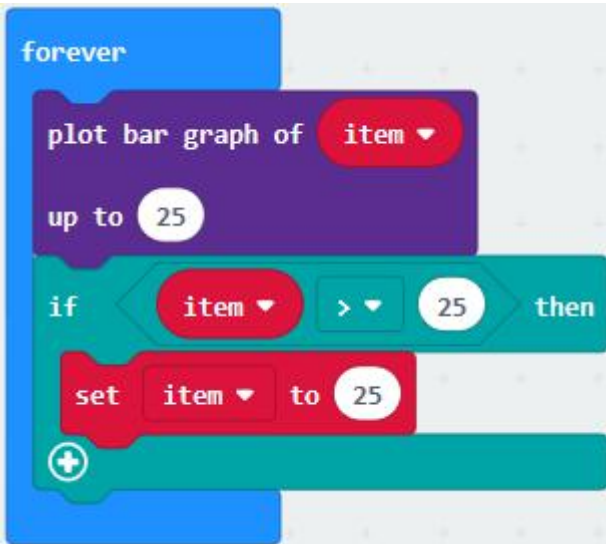 forever
plot bar graph of item
up to 25
if item > 25 then
set item to 25